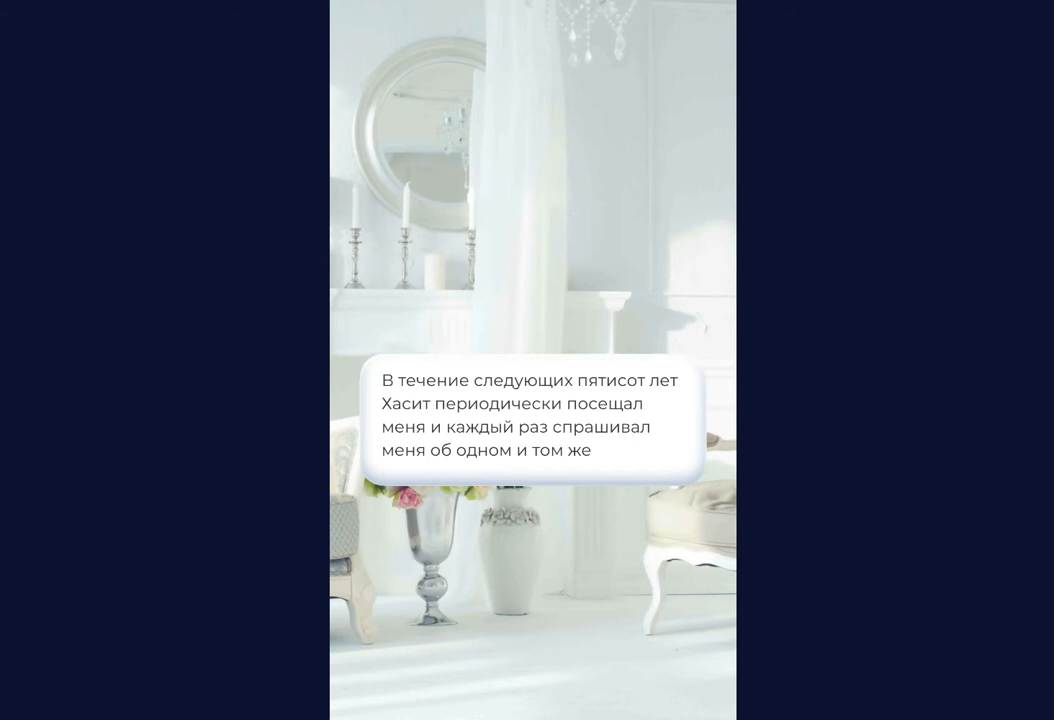 В течение следующих пятисот лет
Хасит периодически посещал
меня и каждый раз спрашивал
меня об одном и том же